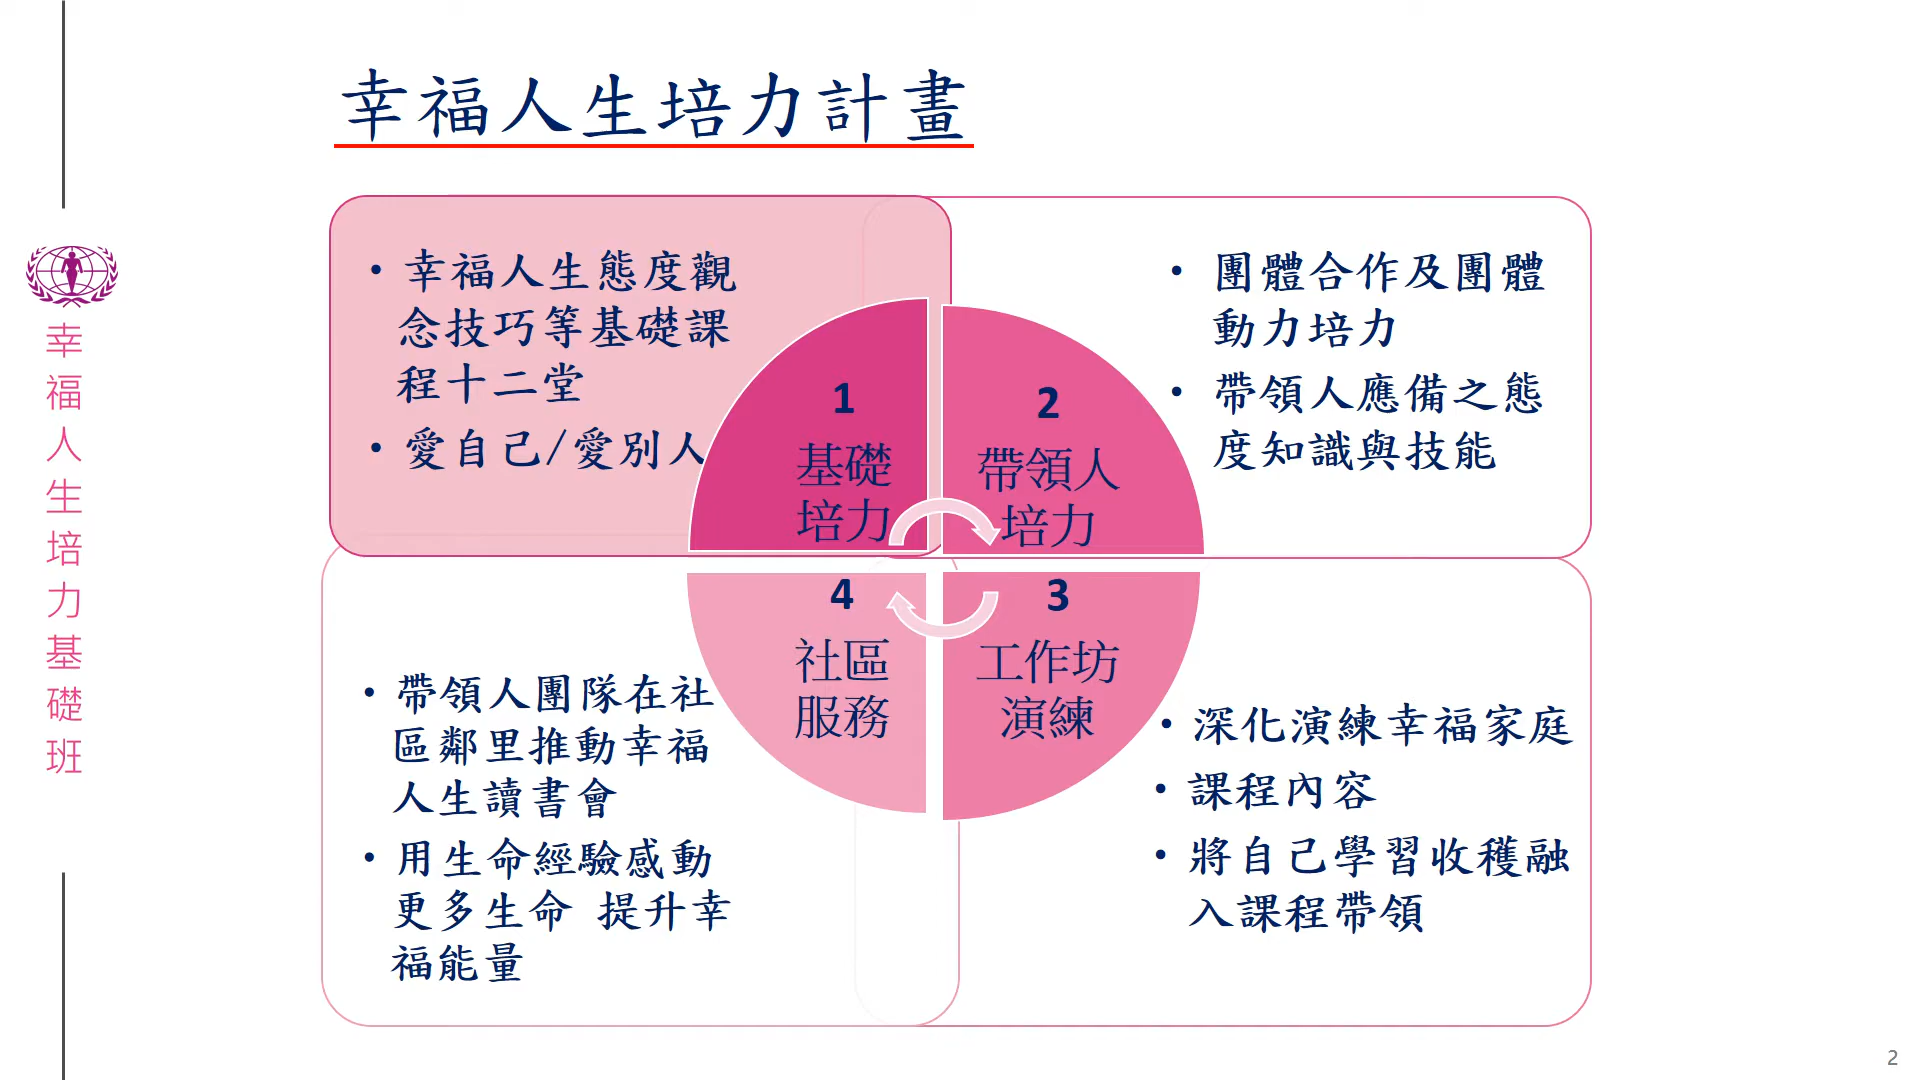 幸福人生培力計畫
• 幸福人生態度觀
念技巧等基礎課
程十二堂
• 愛自己/愛別人
1
基礎
培力
2
帶領人
培力
• 團體合作及團體
動力培力
• 帶領人應備之態
度知識與技能
4
社區
服務
3
工作坊
演練
• 帶領人團隊在社
區鄰里推動幸福
人生讀書會
• 用生命經驗感動
更多生命 提升幸
福能量
• 深化演練幸福家庭
• 課程內容
• 將自己學習收穫融
入課程帶領
幸福人生培力基礎班
2